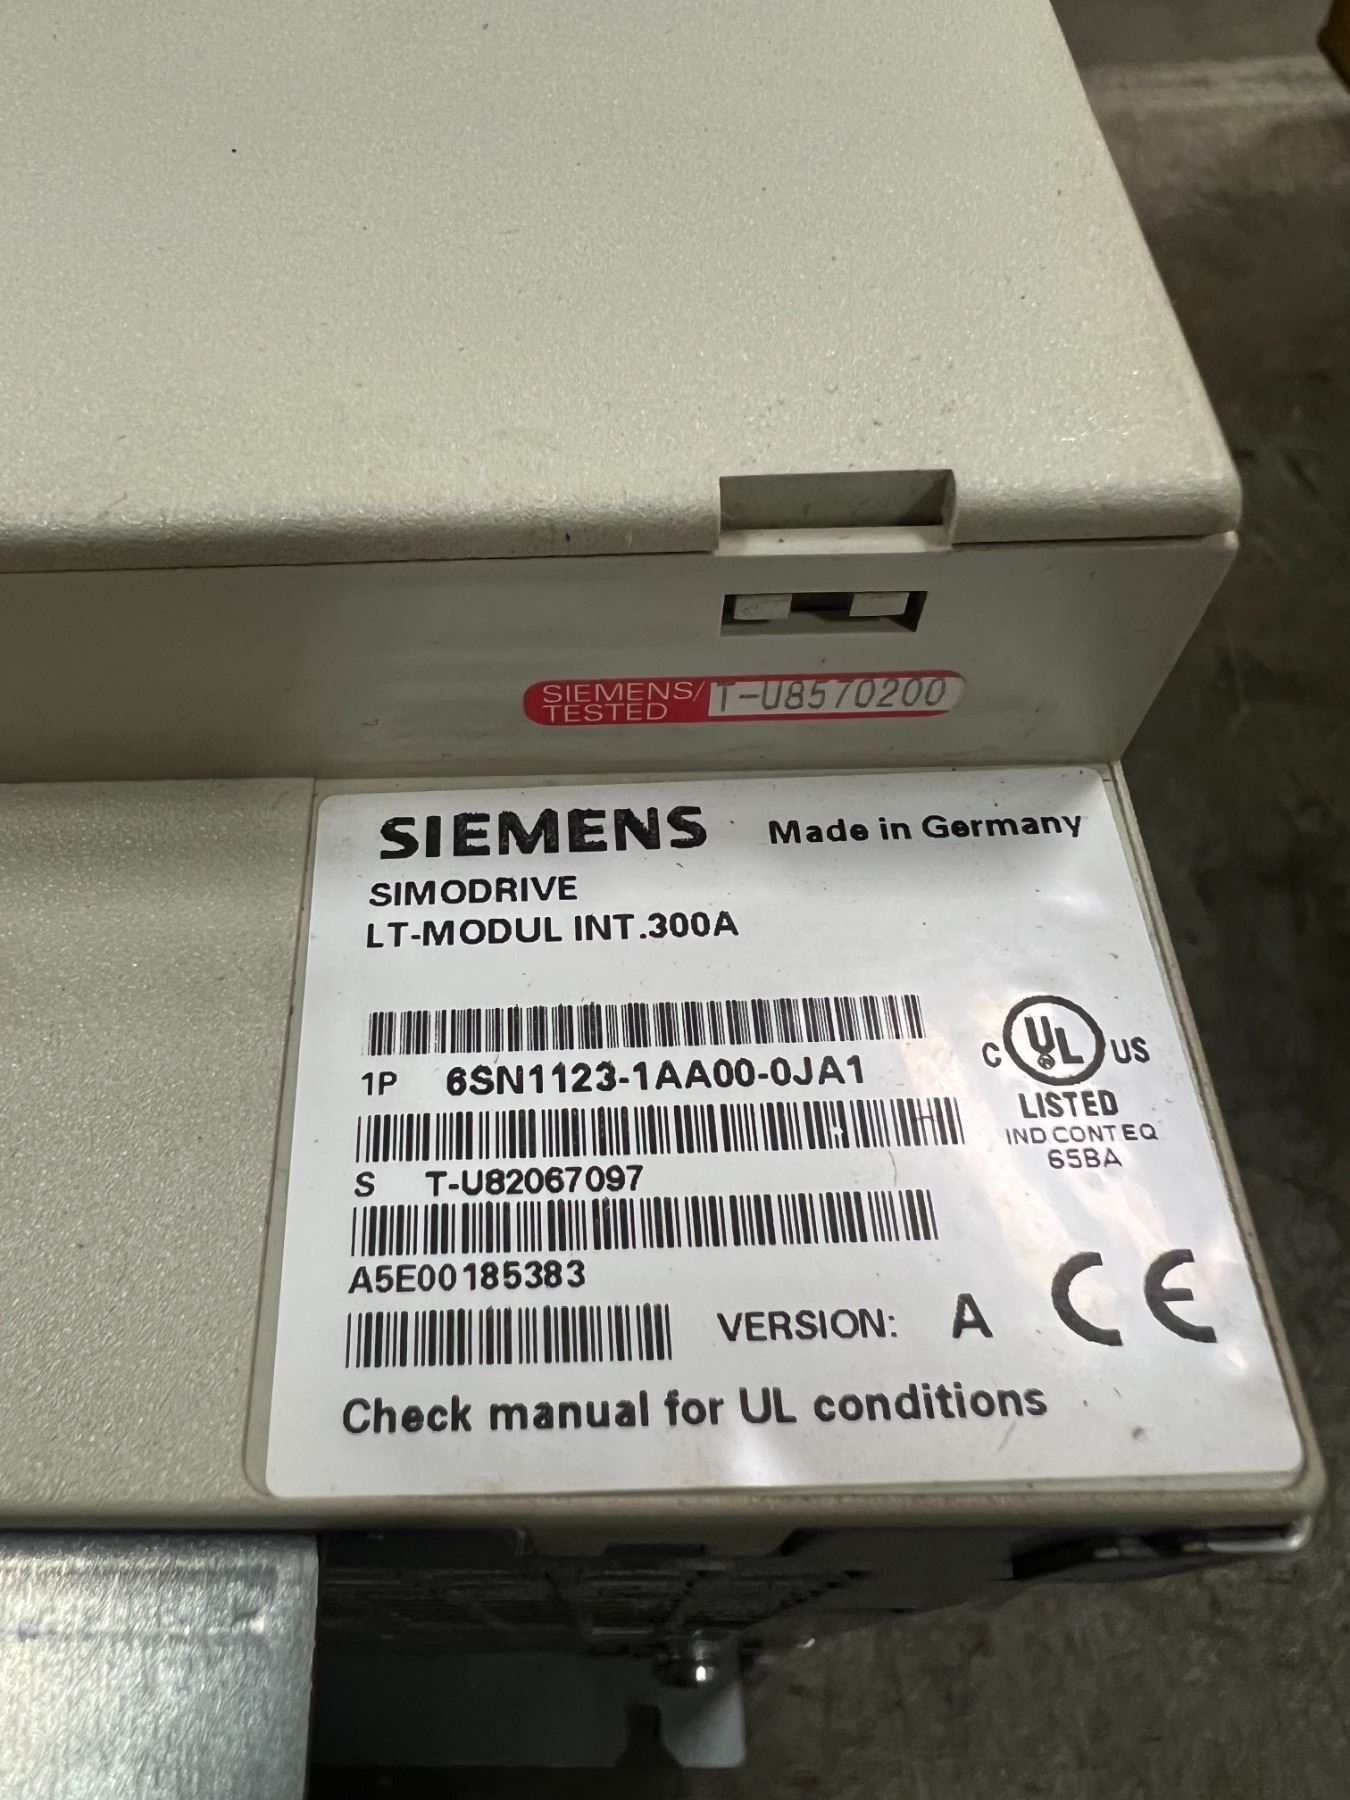 SIEMENS/ T-U8570200
TESTED
SIEMENS Made in Germany
SIMODRIVE
LT-MODUL INT.300A
1P 6SN1123-1AA00-0JA1
C UL US
LISTED
IND CONT EQ
65BA
S T-U82067097
A5E00185383
VERSION: A CE
Check manual for UL conditions